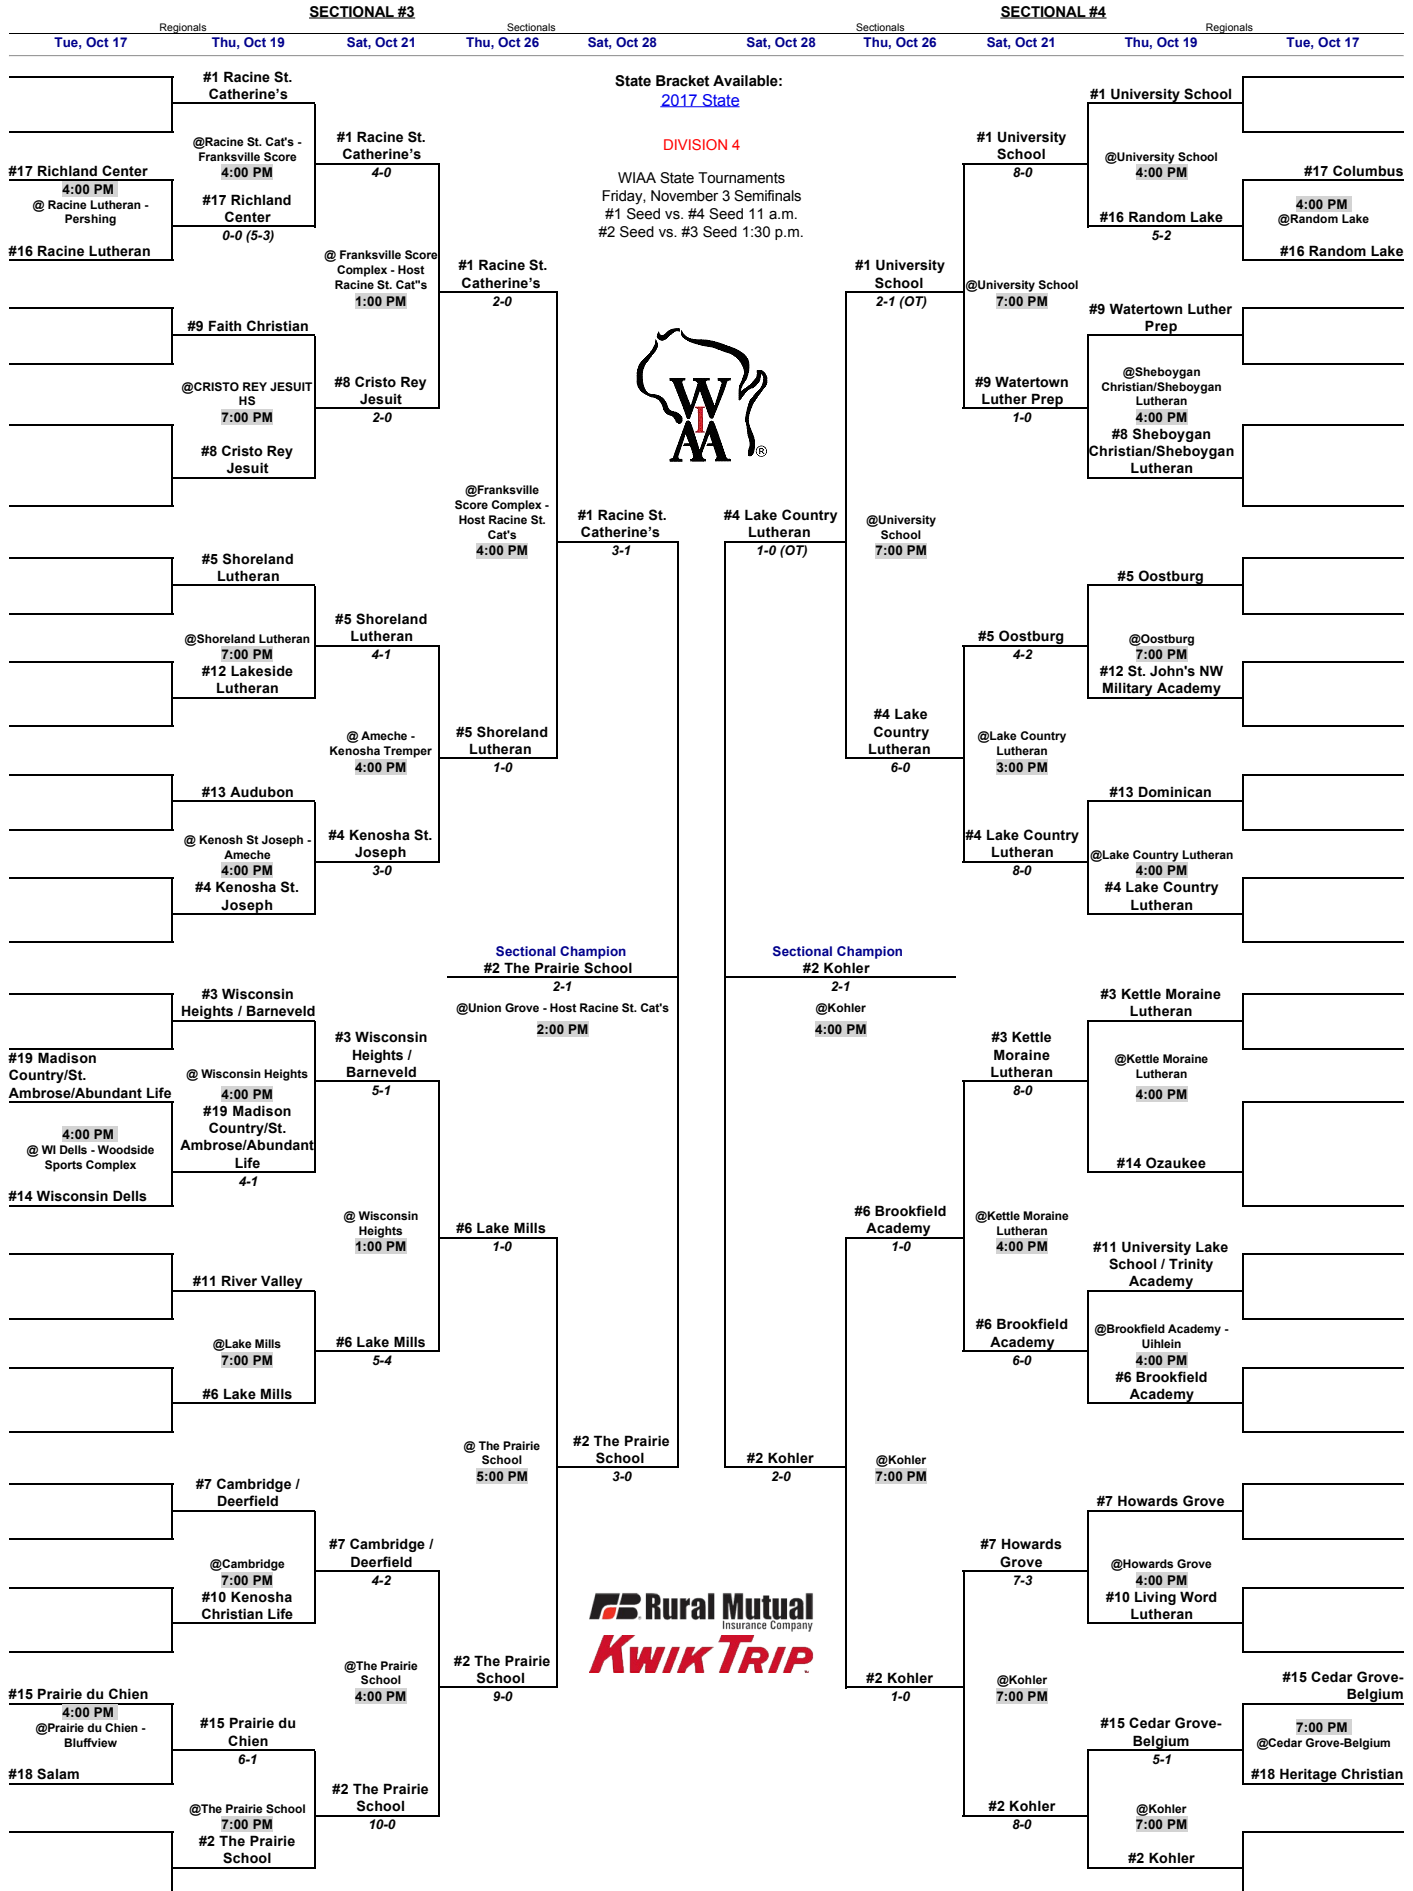 SECTIONAL #3
SECTIONAL #4
Regionals
Sectionals
Sectionals
Regionals
Tue, Oct 17
Thu, Oct 19
Sat, Oct 21
Thu, Oct 26
Sat, Oct 28
Sat, Oct 28
Thu, Oct 26
Sat, Oct 21
Thu, Oct 19
Tue, Oct 17
State Bracket Available:
2017 State
DIVISION 4
WIAA State Tournaments
Friday, November 3 Semifinals
#1 Seed vs. #4 Seed 11 a.m.
#2 Seed vs. #3 Seed 1:30 p.m.
WIAA
®
#17 Richland Center
4:00 PM
@ Racine Lutheran -
Pershing
#16 Racine Lutheran
#19 Madison
Country/St.
Ambrose/Abundant Life
4:00 PM
@ WI Dells - Woodside
Sports Complex
#14 Wisconsin Dells
#15 Prairie du Chien
4:00 PM
@Prairie du Chien -
Bluffview
#18 Salam
#1 Racine St.
Catherine's
@Racine St. Cat's -
Franksville Score
4:00 PM
#17 Richland
Center
0-0 (5-3)
#9 Faith Christian
@CRISTO REY JESUIT
HS
7:00 PM
#8 Cristo Rey
Jesuit
#5 Shoreland
Lutheran
@Shoreland Lutheran
7:00 PM
#12 Lakeside
Lutheran
#13 Audubon
@ Kenosh St Joseph -
Ameche
4:00 PM
#4 Kenosha St.
Joseph
#3 Wisconsin
Heights / Barneveld
@ Wisconsin Heights
4:00 PM
#19 Madison
Country/St.
Ambrose/Abundant
Life
4-1
#11 River Valley
@Lake Mills
7:00 PM
#6 Lake Mills
#7 Cambridge /
Deerfield
@Cambridge
7:00 PM
#10 Kenosha
Christian Life
#15 Prairie du
Chien
6-1
@The Prairie School
7:00 PM
#2 The Prairie
School
#1 Racine St.
Catherine's
4-0
@ Franksville Score
Complex - Host
Racine St. Cat"s
1:00 PM
#8 Cristo Rey
Jesuit
2-0
#5 Shoreland
Lutheran
4-1
@ Ameche -
Kenosha Tremper
4:00 PM
#4 Kenosha St.
Joseph
3-0
#3 Wisconsin
Heights /
Barneveld
5-1
@ Wisconsin
Heights
1:00 PM
#6 Lake Mills
5-4
#7 Cambridge /
Deerfield
4-2
@The Prairie
School
4:00 PM
#2 The Prairie
School
10-0
#1 Racine St.
Catherine's
2-0
@Franksville
Score Complex -
Host Racine St.
Cat's
4:00 PM
#5 Shoreland
Lutheran
1-0
#6 Lake Mills
1-0
@ The Prairie
School
5:00 PM
#2 The Prairie
School
9-0
#1 Racine St.
Catherine's
3-1
Sectional Champion
#2 The Prairie School
2-1
@Union Grove - Host Racine St. Cat's
2:00 PM
#2 The Prairie
School
3-0
#4 Lake Country
Lutheran
1-0 (OT)
Sectional Champion
#2 Kohler
2-1
@Kohler
4:00 PM
#2 Kohler
2-0
#1 University
School
2-1 (OT)
@University
School
7:00 PM
#4 Lake
Country
Lutheran
6-0
#6 Brookfield
Academy
1-0
@Kohler
7:00 PM
#2 Kohler
1-0
#1 University
School
8-0
@University School
7:00 PM
#9 Watertown
Luther Prep
1-0
#5 Oostburg
4-2
@Lake Country
Lutheran
3:00 PM
#4 Lake Country
Lutheran
8-0
#3 Kettle
Moraine
Lutheran
8-0
@Kettle Moraine
Lutheran
4:00 PM
#6 Brookfield
Academy
6-0
#7 Howards
Grove
7-3
@Kohler
7:00 PM
#2 Kohler
8-0
#1 University School
@University School
4:00 PM
#16 Random Lake
5-2
#9 Watertown Luther
Prep
@Sheboygan
Christian/Sheboygan
Lutheran
4:00 PM
#8 Sheboygan
Christian/Sheboygan
Lutheran
#5 Oostburg
@Oostburg
7:00 PM
#12 St. John's NW
Military Academy
#13 Dominican
@Lake Country Lutheran
4:00 PM
#4 Lake Country
Lutheran
#3 Kettle Moraine
Lutheran
@Kettle Moraine
Lutheran
4:00 PM
#14 Ozaukee
#11 University Lake
School / Trinity
Academy
@Brookfield Academy -
Uihlein
4:00 PM
#6 Brookfield
Academy
#7 Howards Grove
@Howards Grove
4:00 PM
#10 Living Word
Lutheran
#15 Cedar Grove-
Belgium
5-1
@Kohler
7:00 PM
#2 Kohler
#17 Columbus
4:00 PM
@Random Lake
#16 Random Lake
#15 Cedar Grove-
Belgium
7:00 PM
@Cedar Grove-Belgium
#18 Heritage Christian
Rural Mutual
Insurance Company
KWIK TRIP